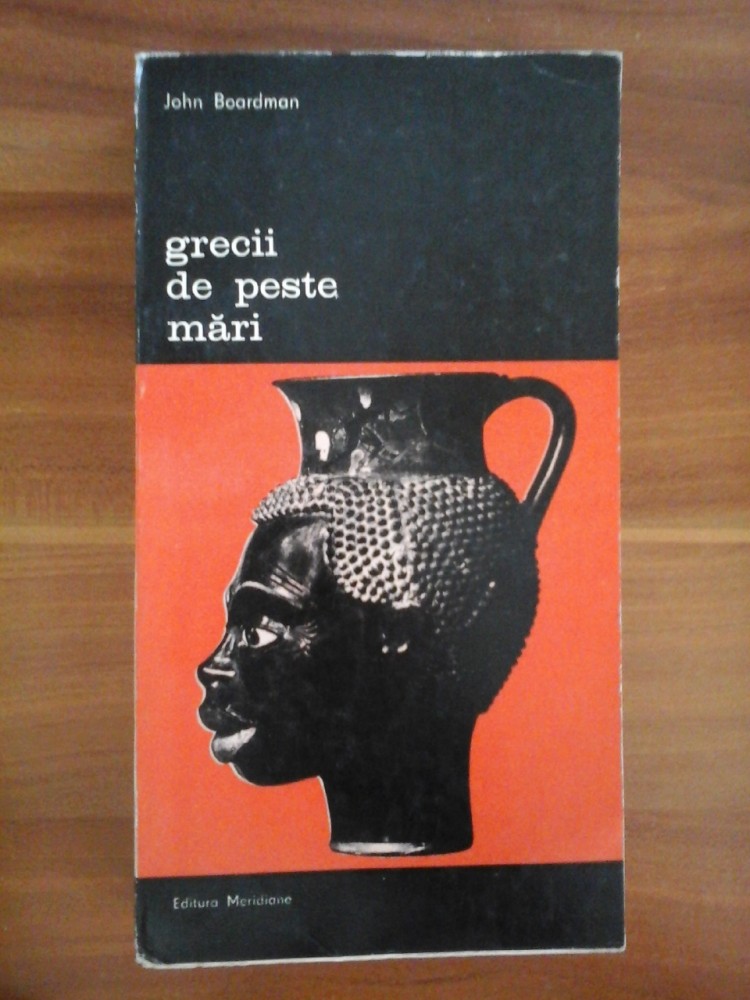 John Boardman
grecii
de peste
mări
Editura Meridiane